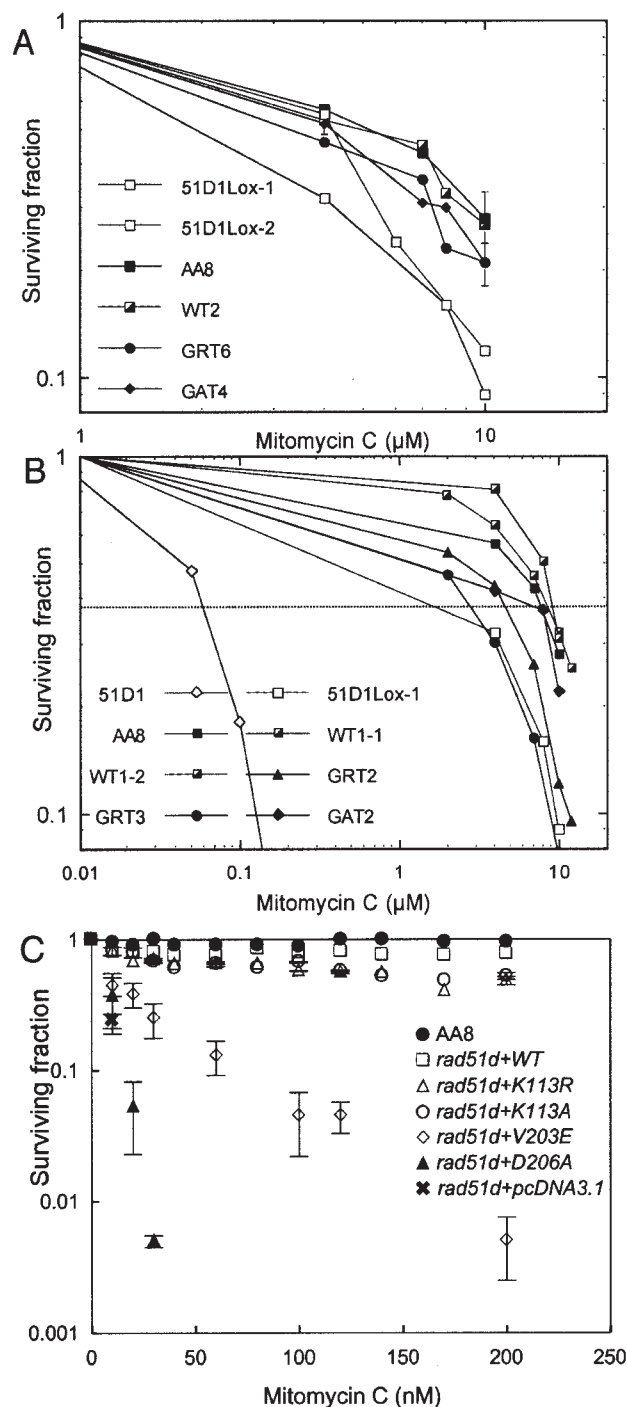 A
1
0.1
Surviving fraction
51D1Lox-1
51D1Lox-2
AA8
WT2
GRT6
GAT4
1
10
Mitomycin C (µM)
B
1
0.1
Surviving fraction
51D1
51D1Lox-1
AA8
WT1-1
WT1-2
GRT2
GRT3
GAT2
0.01
0.1
1
10
Mitomycin C (µM)
C
1
0.1
0.01
0.001
Surviving fraction
AA8
rad51d+WT
rad51d+K113R
rad51d+K113A
rad51d+V203E
rad51d+D206A
rad51d+pcDNA3.1
0
50
100
150
200
250
Mitomycin C (nM)